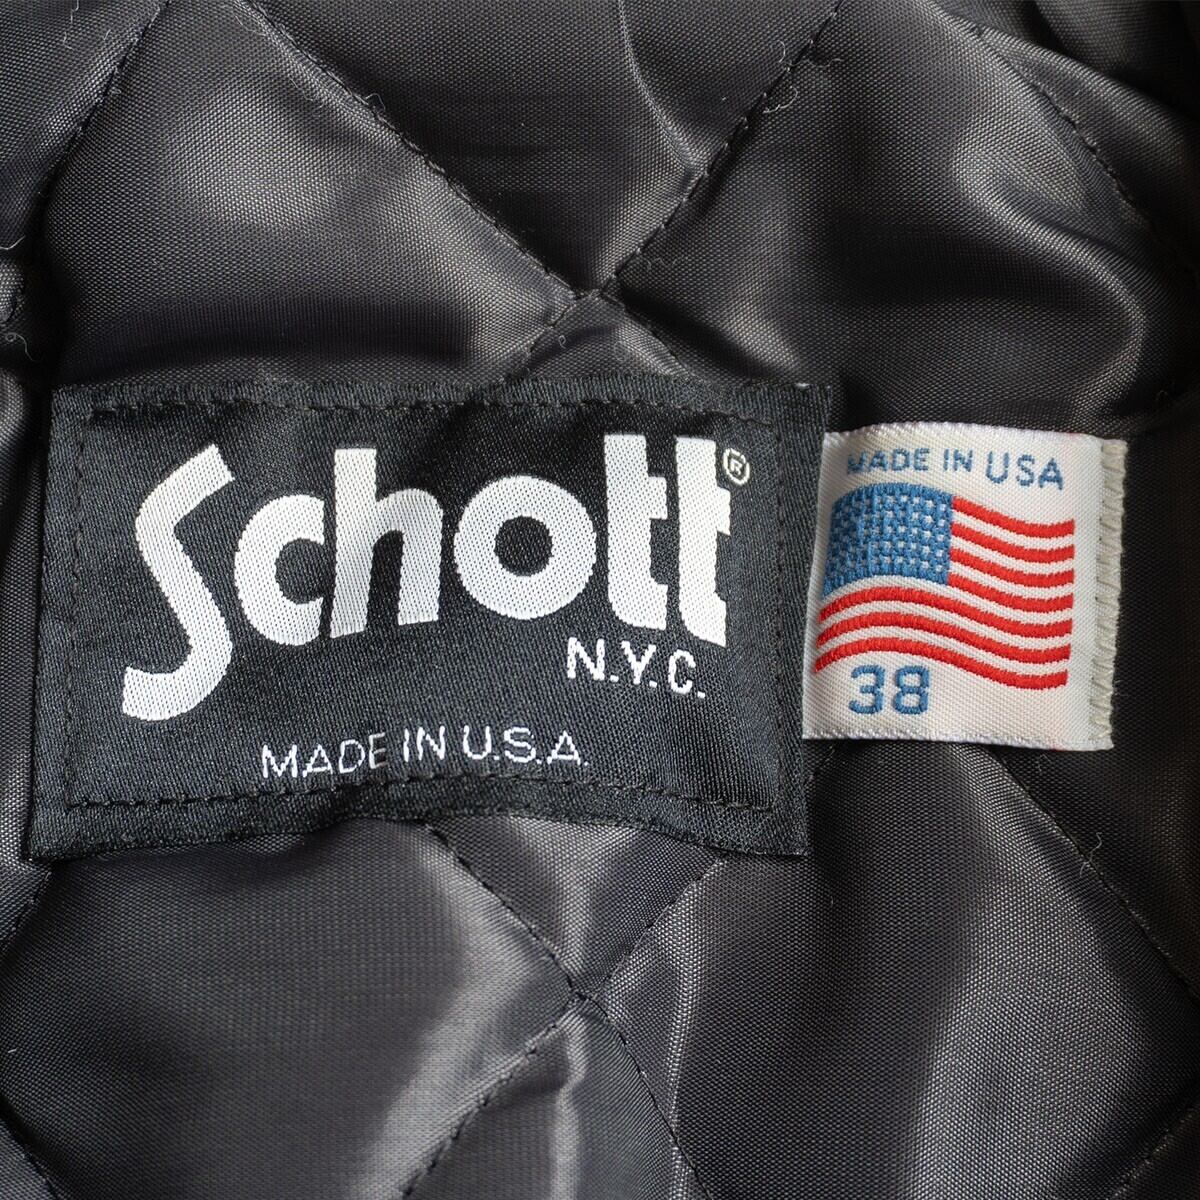 Schott®
N.Y.C.
MADE IN U.S.A.
MADE IN USA
38